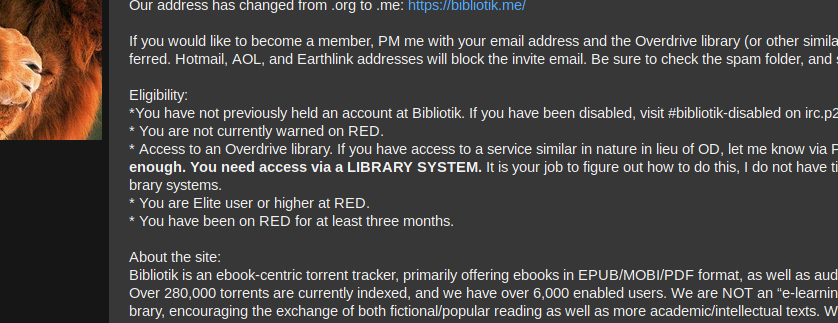 Our address has changed from .org to .me: https://bibliotik.me/
If you would like to become a member, PM me with your email address and the Overdrive library (or other simila
ferred. Hotmail, AOL, and Earthlink addresses will block the invite email. Be sure to check the spam folder, and
Eligibility:
*You have not previously held an account at Bibliotik. If you have been disabled, visit #bibliotik-disabled on irc.p2
* You are not currently warned on RED.
* Access to an Overdrive library. If you have access to a service similar in nature in lieu of OD, let me know via
enough. You need access via a LIBRARY SYSTEM. It is your job to figure out how to do this, I do not have ti
brary systems.
* You are Elite user or higher at RED.
* You have been on RED for at least three months.
About the site:
Bibliotik is an ebook-centric torrent tracker, primarily offering ebooks in EPUB/MOBI/PDF format, as well as aud
Over 280,000 torrents are currently indexed, and we have over 6,000 enabled users. We are NOT an “e-learnin
brary, encouraging the exchange of both fictional/popular reading as well as more academic/intellectual texts. W